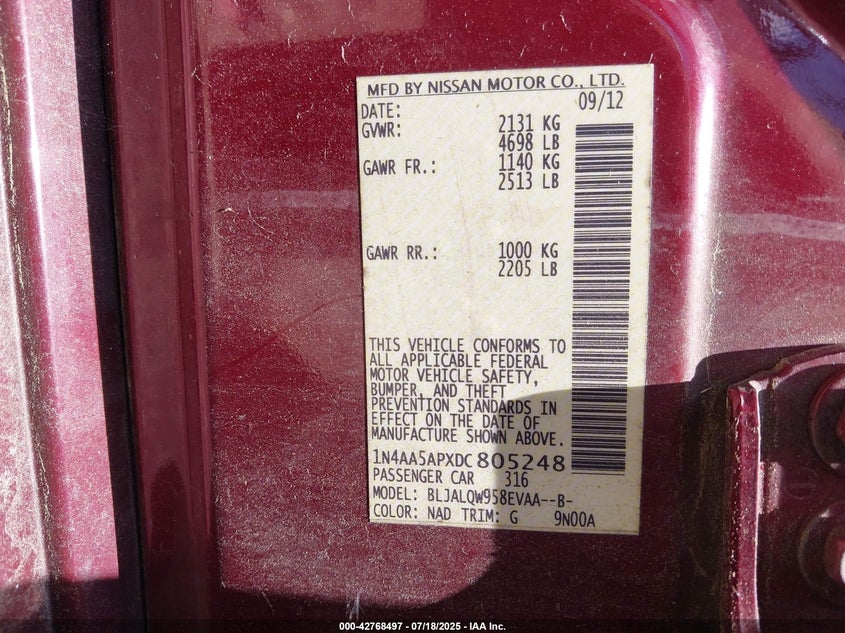 MFD BY NISSAN MOTOR CO., LTD.
DATE: 09/12
GVWR: 2131 KG
4698 LB
GAWR FR.: 1140 KG
2513 LB
GAWR RR.: 1000 KG
2205 LB
THIS VEHICLE CONFORMS TO
ALL APPLICABLE FEDERAL
MOTOR VEHICLE SAFETY,
BUMPER, AND THEFT
PREVENTION STANDARDS IN
EFFECT ON THE DATE OF
MANUFACTURE SHOWN ABOVE.
1N4AA5APXDC805248
PASSENGER CAR 316
MODEL: BLJALQW958EVAA--B-
COLOR: NAD TRIM: G 9N00A
000-42768497 - 07/18/2025 - IAA Inc.